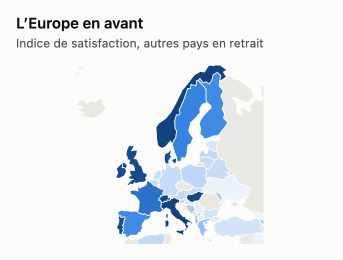 L’Europe en avant
Indice de satisfaction, autres pays en retrait